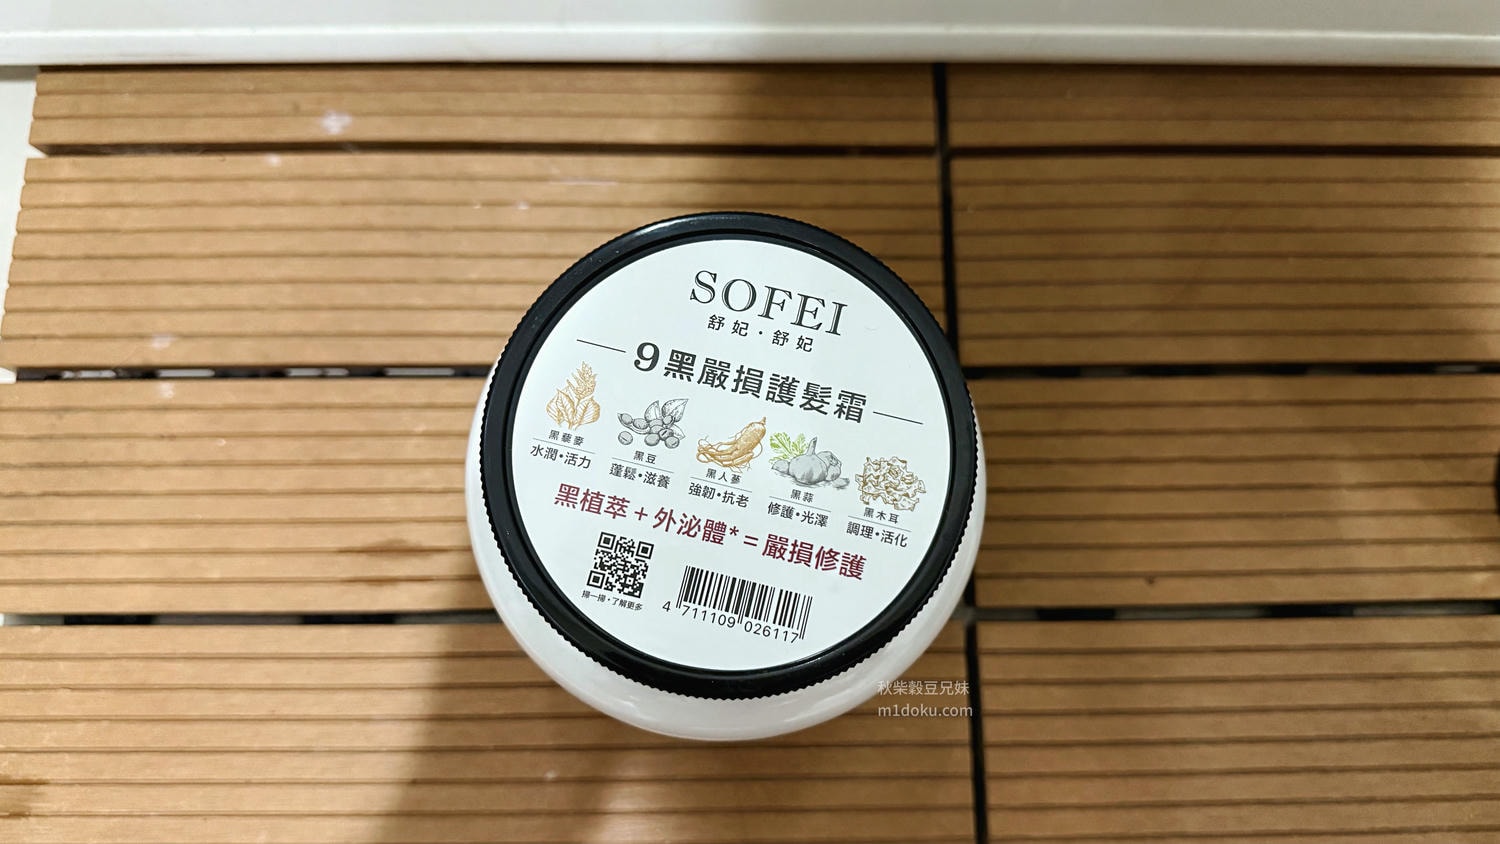 SOFEI
舒妃·舒妃
9黑嚴損護髮霜
黑藜麥
水潤•活力
黑豆
蓬鬆•滋養
黑人蔘
強韌•抗老
黑蒜
修護•光澤
黑木耳
調理•活化
黑植萃+外泌體*=嚴損修護
掃一掃•了解更多
4 711109 026117
秋柴穀豆兄妹
m1doku.com